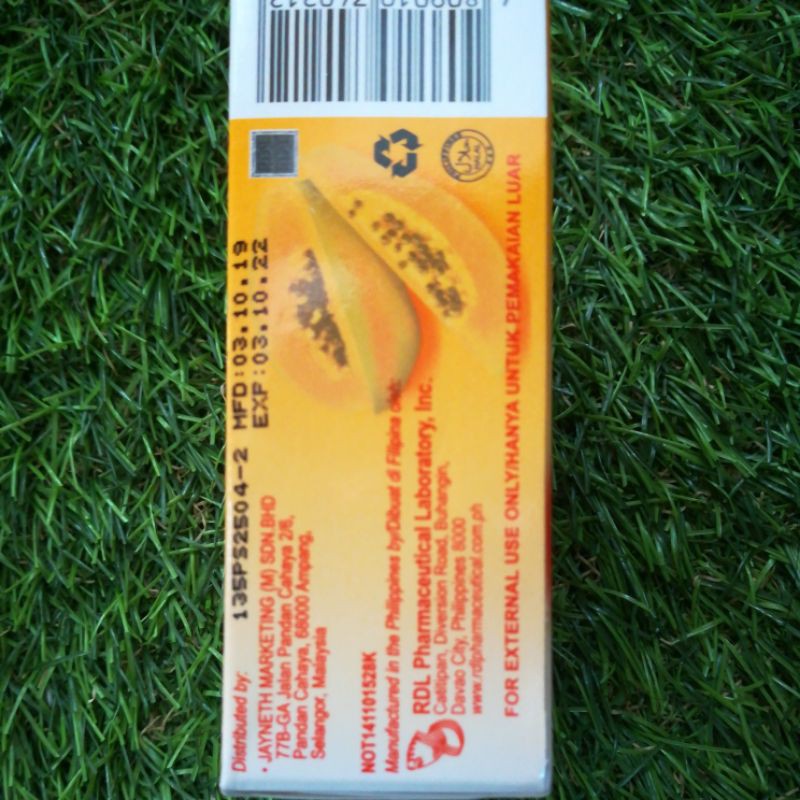 135PS2504-2 MFD:03.10.19
EXP:03.10.22
Distributed by:
• JAYNETH MARKETING (M) SDN.BHD
77B-GA Jalan Pandan Cahaya 2/8,
Pandan Cahaya, 68000 Ampang,
Selangor, Malaysia
NOT141101528K
Manufactured in the Philippines by/Dibuat di Filipina oleh:
RDL Pharmaceutical Laboratory, Inc.
Catitipan, Diversion Road, Buhangin,
Davao City, Philippines 8000
www.rdlpharmaceutical.com.ph
FOR EXTERNAL USE ONLY/HANYA UNTUK PEMAKAIAN LUAR